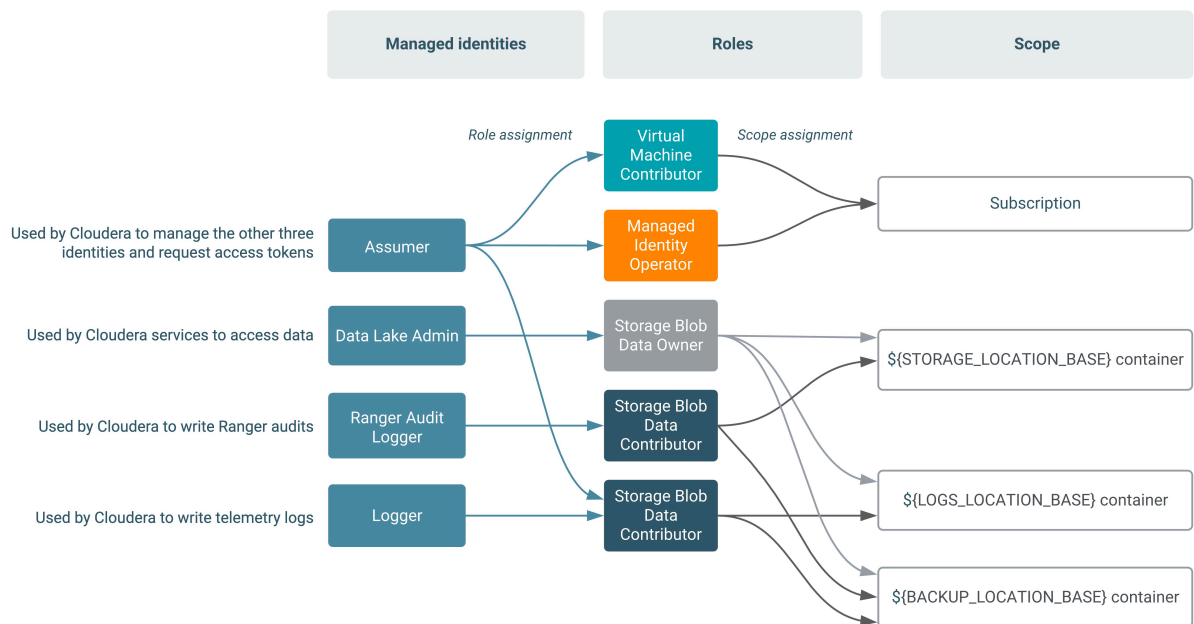 Managed identities
Roles
Scope
Role assignment
Scope assignment
Virtual
Machine
Contributor
Subscription
Used by Cloudera to manage the other three
identities and request access tokens
Assumer
Managed
Identity
Operator
Used by Cloudera services to access data
Data Lake Admin
Storage Blob
Data Owner
${STORAGE_LOCATION_BASE} container
Used by Cloudera to write Ranger audits
Ranger Audit
Logger
Storage Blob
Data
Contributor
Used by Cloudera to write telemetry logs
Logger
Storage Blob
Data
Contributor
${LOGS_LOCATION_BASE} container
${BACKUP_LOCATION_BASE} container